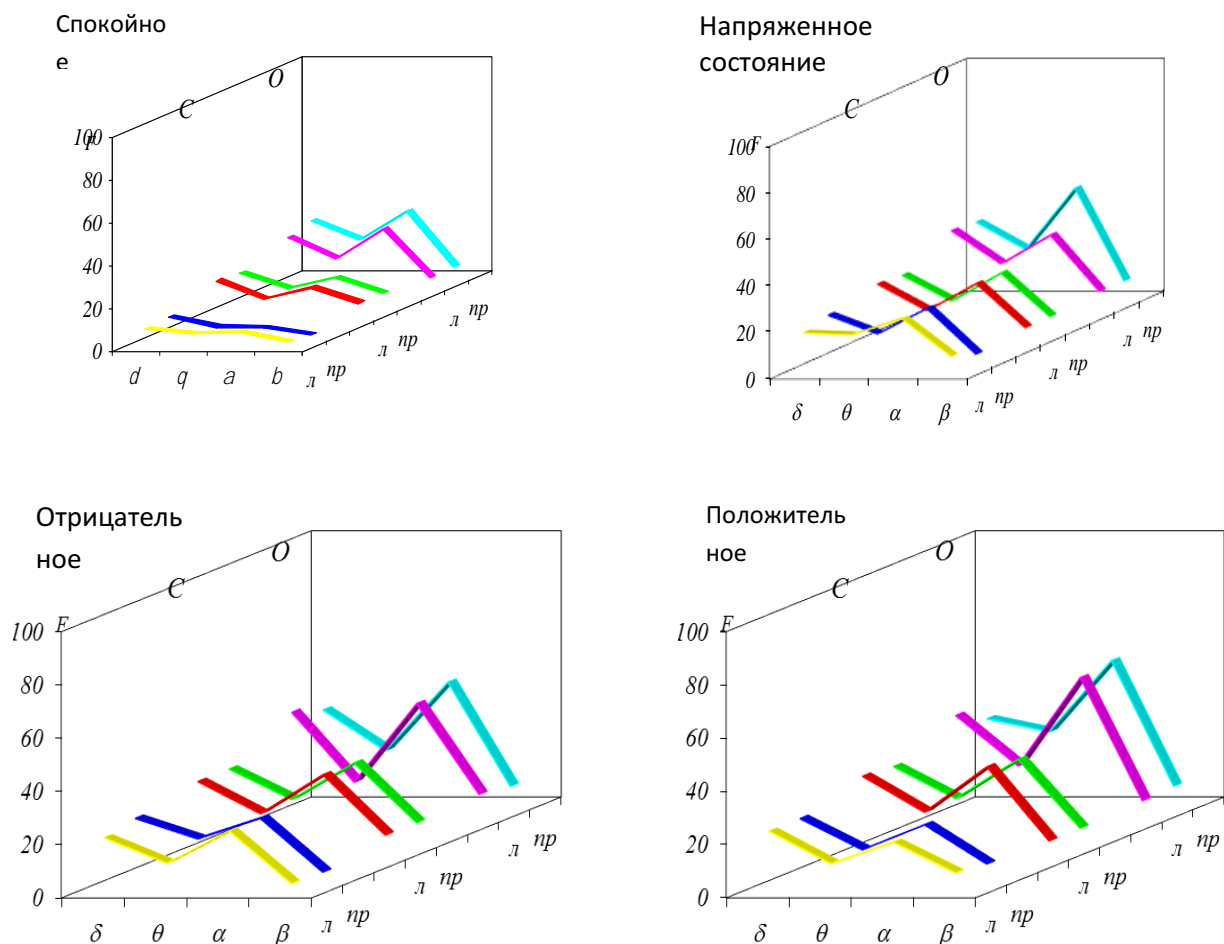 Спокойно
е
O
C
100
F
80
60
40
20
0
d q a b
л пр
л пр
л пр
Напряженное
состояние
O
C
100 F
80
60
40
20
0
δ θ α β
л пр
л пр
л пр
Отрицатель
ное
O
C
100 F
80
60
40
20
0
δ θ α β
л пр
л пр
л пр
Положитель
ное
O
C
100 F
80
60
40
20
0
δ θ α β
л пр
л пр
л пр